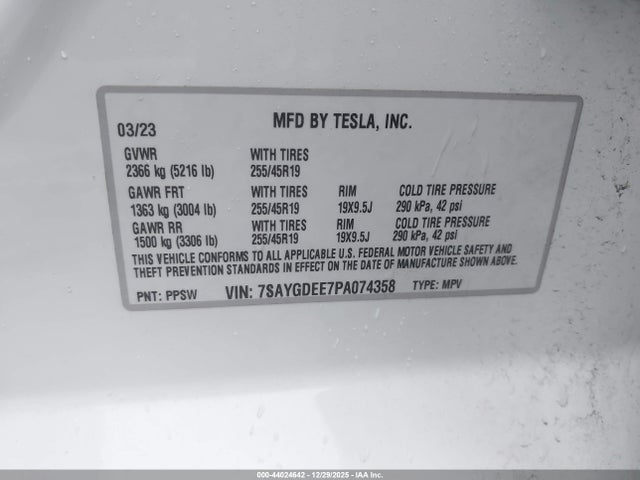 03/23 MFD BY TESLA, INC.
GVWR WITH TIRES
2366 kg (5216 lb) 255/45R19
GAWR FRT WITH TIRES RIM COLD TIRE PRESSURE
1363 kg (3004 lb) 255/45R19 19X9.5J 290 kPa, 42 psi
GAWR RR WITH TIRES RIM COLD TIRE PRESSURE
1500 kg (3306 lb) 255/45R19 19X9.5J 290 kPa, 42 psi
THIS VEHICLE CONFORMS TO ALL APPLICABLE U.S. FEDERAL MOTOR VEHICLE SAFETY AND
THEFT PREVENTION STANDARDS IN EFFECT ON THE DATE OF MANUFACTURE SHOWN ABOVE.
PNT: PPSW VIN: 7SAYGDEE7PA074358 TYPE: MPV
000-44024642 - 12/29/2025 - IAA, Inc.